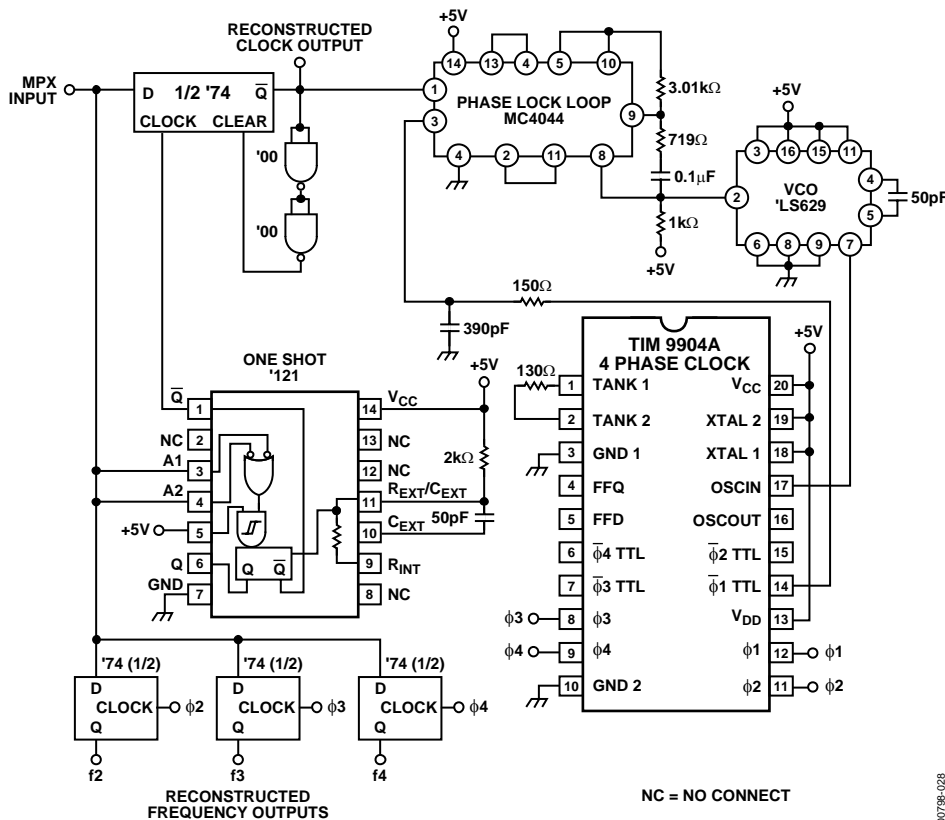 RECONSTRUCTED
CLOCK OUTPUT
MPX
INPUT
D 1/2 '74 Q̅
CLOCK CLEAR
'00
'00
+5V
14 13 4 5 10
1
PHASE LOCK LOOP
MC4044
3
9
4 2 11 8
3.01kΩ
719Ω
0.1µF
1kΩ
+5V
+5V
3 16 15 11
2
VCO
'LS629
4
5
50pF
6 8 9 7
150Ω
390pF
ONE SHOT
'121
Q̅ 1
NC 2
A1 3
A2 4
+5V 5
Q 6
GND 7
Q Q̅
14 VCC
13 NC
12 NC
11 REXT/CEXT
10 CEXT
9 RINT
8 NC
+5V
2kΩ
50pF
TIM 9904A
4 PHASE CLOCK
130Ω
1 TANK 1
2 TANK 2
3 GND 1
4 FFQ
5 FFD
6 ϕ̅4 TTL
7 ϕ̅3 TTL
ϕ3 8 ϕ3
ϕ4 9 ϕ4
10 GND 2
+5V
VCC 20
XTAL 2 19
XTAL 1 18
OSCIN 17
OSCOUT 16
ϕ̅2 TTL 15
ϕ̅1 TTL 14
VDD 13
ϕ1 12 ϕ1
ϕ2 11 ϕ2
'74 (1/2)
D
CLOCK ϕ2
Q
f2
'74 (1/2)
D
CLOCK ϕ3
Q
f3
'74 (1/2)
D
CLOCK ϕ4
Q
f4
RECONSTRUCTED
FREQUENCY OUTPUTS
NC = NO CONNECT
00798-028